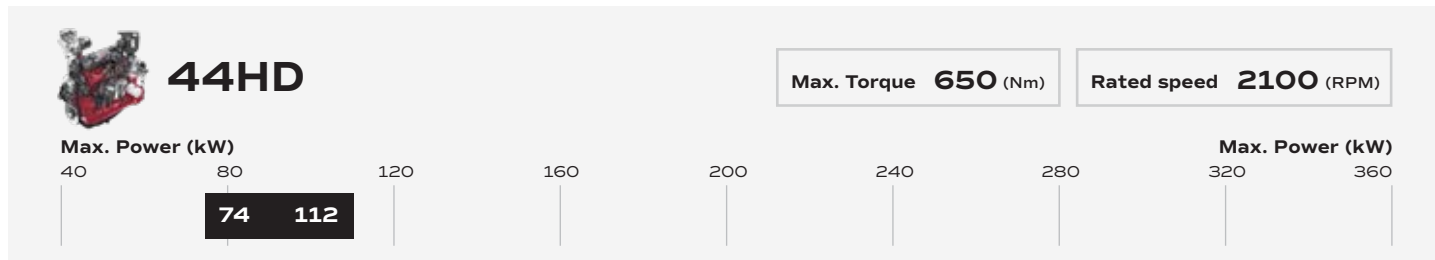 44HD
Max. Torque 650 (Nm)
Rated speed 2100 (RPM)
Max. Power (kW) Max. Power (kW)
40 80 120 160 200 240 280 320 360
74 112